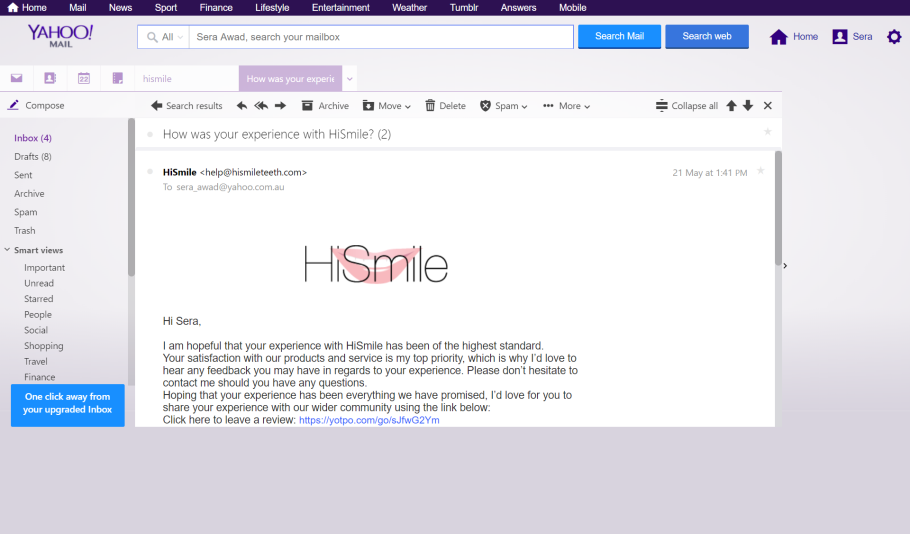 Home Mail News Sport Finance Lifestyle Entertainment Weather Tumblr Answers Mobile
YAHOO!
MAIL
All Sera Awad, search your mailbox Search Mail Search web Home Sera
22 hismile How was your experie
Compose Search results Archive Move Delete Spam More Collapse all
How was your experience with HiSmile? (2)
Inbox (4)
Drafts (8)
Sent
Archive
Spam
Trash
Smart views
Important
Unread
Starred
People
Social
Shopping
Travel
Finance
One click away from
your upgraded Inbox
HiSmile <help@hismileteeth.com> 21 May at 1:41 PM
To sera_awad@yahoo.com.au
HiSmile
Hi Sera,
I am hopeful that your experience with HiSmile has been of the highest standard.
Your satisfaction with our products and service is my top priority, which is why I'd love to
hear any feedback you may have in regards to your experience. Please don't hesitate to
contact me should you have any questions.
Hoping that your experience has been everything we have promised, I'd love for you to
share your experience with our wider community using the link below:
Click here to leave a review: https://yotpo.com/go/sJfwG2Ym